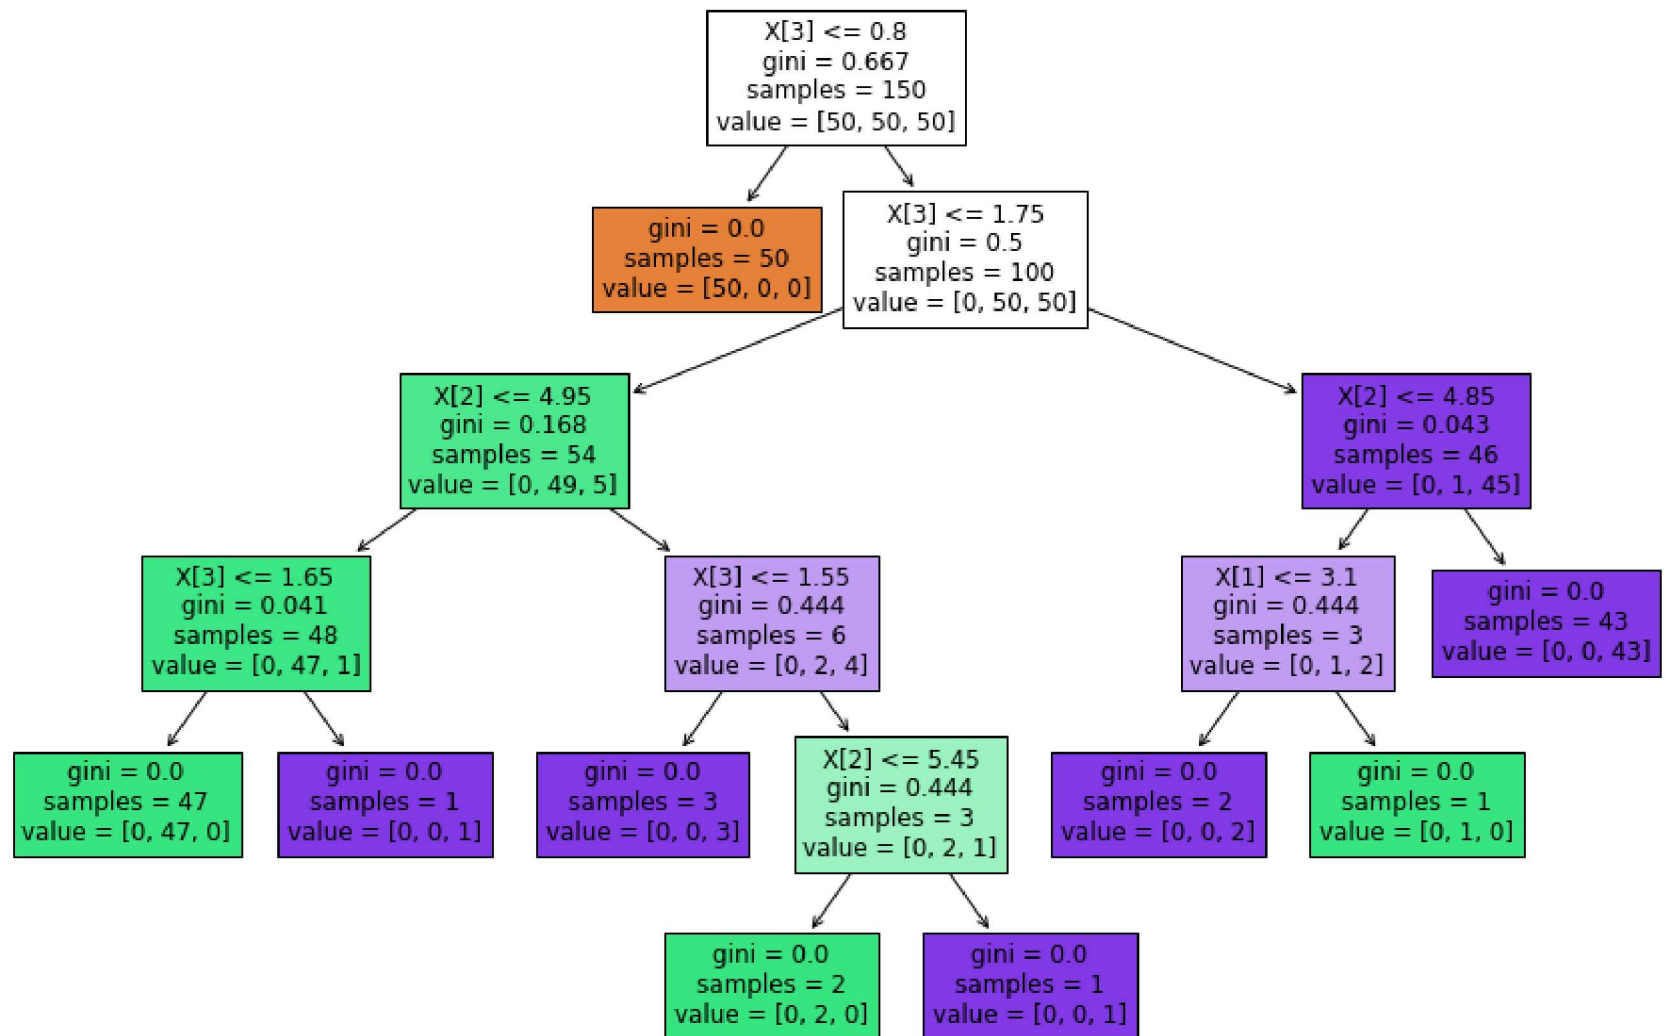 X[3] <= 0.8
gini = 0.667
samples = 150
value = [50, 50, 50]
gini = 0.0
samples = 50
value = [50, 0, 0]
X[3] <= 1.75
gini = 0.5
samples = 100
value = [0, 50, 50]
X[2] <= 4.95
gini = 0.168
samples = 54
value = [0, 49, 5]
X[2] <= 4.85
gini = 0.043
samples = 46
value = [0, 1, 45]
X[3] <= 1.65
gini = 0.041
samples = 48
value = [0, 47, 1]
X[3] <= 1.55
gini = 0.444
samples = 6
value = [0, 2, 4]
X[1] <= 3.1
gini = 0.444
samples = 3
value = [0, 1, 2]
gini = 0.0
samples = 43
value = [0, 0, 43]
gini = 0.0
samples = 47
value = [0, 47, 0]
gini = 0.0
samples = 1
value = [0, 0, 1]
gini = 0.0
samples = 3
value = [0, 0, 3]
X[2] <= 5.45
gini = 0.444
samples = 3
value = [0, 2, 1]
gini = 0.0
samples = 2
value = [0, 0, 2]
gini = 0.0
samples = 1
value = [0, 1, 0]
gini = 0.0
samples = 2
value = [0, 2, 0]
gini = 0.0
samples = 1
value = [0, 0, 1]